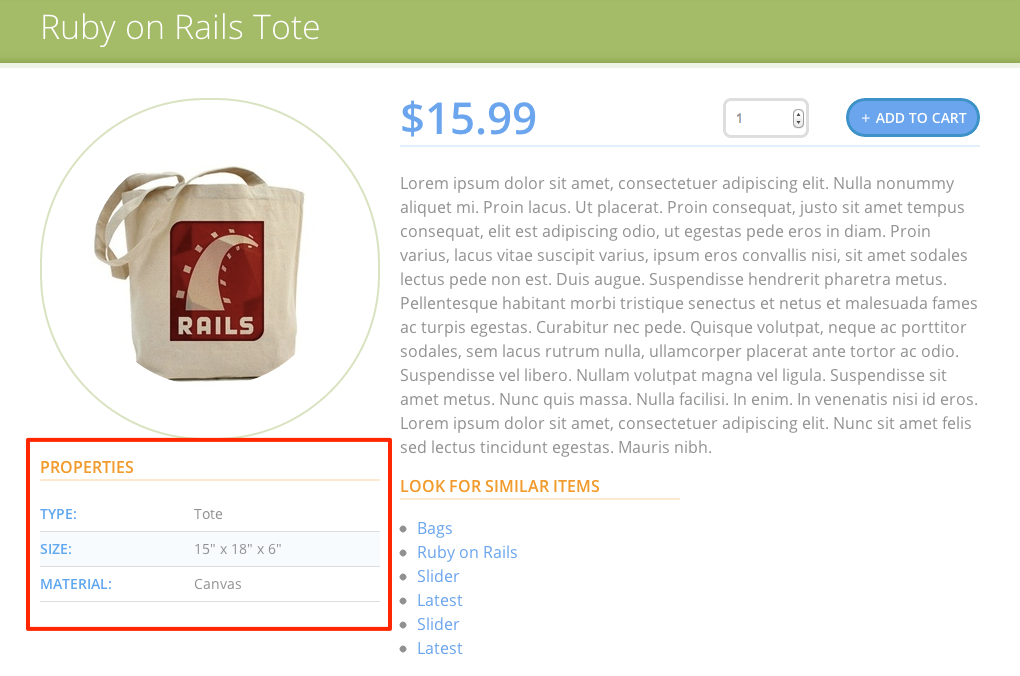 Ruby on Rails Tote
RAILS
$15.99
1
+ ADD TO CART
Lorem ipsum dolor sit amet, consectetuer adipiscing elit. Nulla nonummy
aliquet mi. Proin lacus. Ut placerat. Proin consequat, justo sit amet tempus
consequat, elit est adipiscing odio, ut egestas pede eros in diam. Proin
varius, lacus vitae suscipit varius, ipsum eros convallis nisi, sit amet sodales
lectus pede non est. Duis augue. Suspendisse hendrerit pharetra metus.
Pellentesque habitant morbi tristique senectus et netus et malesuada fames
ac turpis egestas. Curabitur nec pede. Quisque volutpat, neque ac porttitor
sodales, sem lacus rutrum nulla, ullamcorper placerat ante tortor ac odio.
Suspendisse vel libero. Nullam volutpat magna vel ligula. Suspendisse sit
amet metus. Nunc quis massa. Nulla facilisi. In enim. In venenatis nisi id eros.
Lorem ipsum dolor sit amet, consectetuer adipiscing elit. Nunc sit amet felis
sed lectus tincidunt egestas. Mauris nibh.
PROPERTIES
TYPE: Tote
SIZE: 15" x 18" x 6"
MATERIAL: Canvas
LOOK FOR SIMILAR ITEMS
Bags
Ruby on Rails
Slider
Latest
Slider
Latest